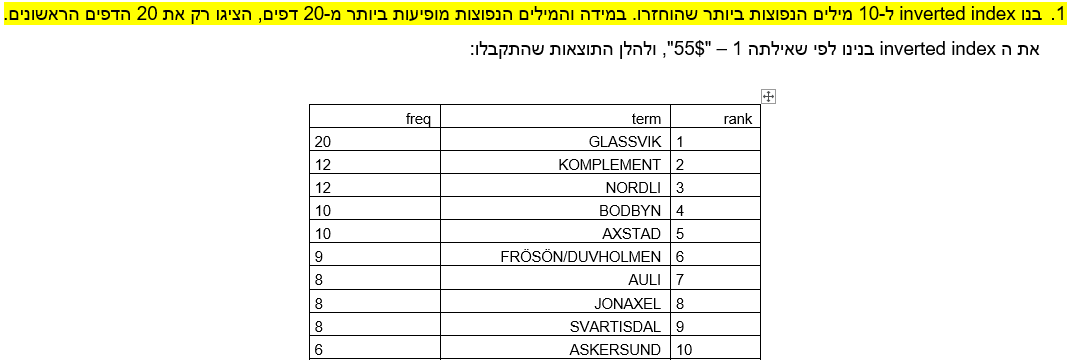 1. בנו inverted index ל-10 מילים הנפוצות ביותר שהוחזרו. במידה והמילים הנפוצות מופיעות ביותר מ-20 דפים, הציגו רק את 20 הדפים הראשונים.
את ה inverted index בנינו לפי שאילתה 1 – "55$", ולהלן התוצאות שהתקבלו:
rank term freq
1 GLASSVIK 20
2 KOMPLEMENT 12
3 NORDLI 12
4 BODBYN 10
5 AXSTAD 10
6 FRÖSÖN/DUVHOLMEN 9
7 AULI 8
8 JONAXEL 8
9 SVARTISDAL 8
10 ASKERSUND 6